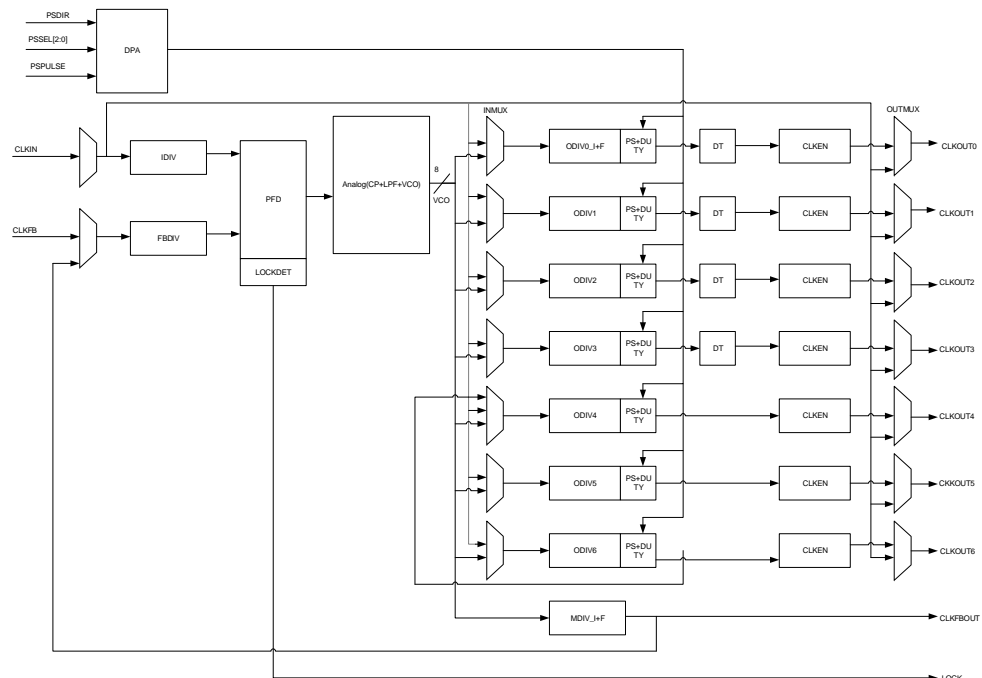 PSDIR
PSSEL[2:0]
PSPULSE
DPA
INMUX
OUTMUX
CLKIN
IDIV
PFD
Analog(CP+LPF+VCO)
8
VCO
ODIV0_I+F
PS+DU
TY
DT
CLKEN
CLKOUT0
CLKFB
FBDIV
LOCKDET
ODIV1
PS+DU
TY
DT
CLKEN
CLKOUT1
ODIV2
PS+DU
TY
DT
CLKEN
CLKOUT2
ODIV3
PS+DU
TY
DT
CLKEN
CLKOUT3
ODIV4
PS+DU
TY
CLKEN
CLKOUT4
ODIV5
PS+DU
TY
CLKEN
CKKOUT5
ODIV6
PS+DU
TY
CLKEN
CLKOUT6
MDIV_I+F
CLKFBOUT
LOCK